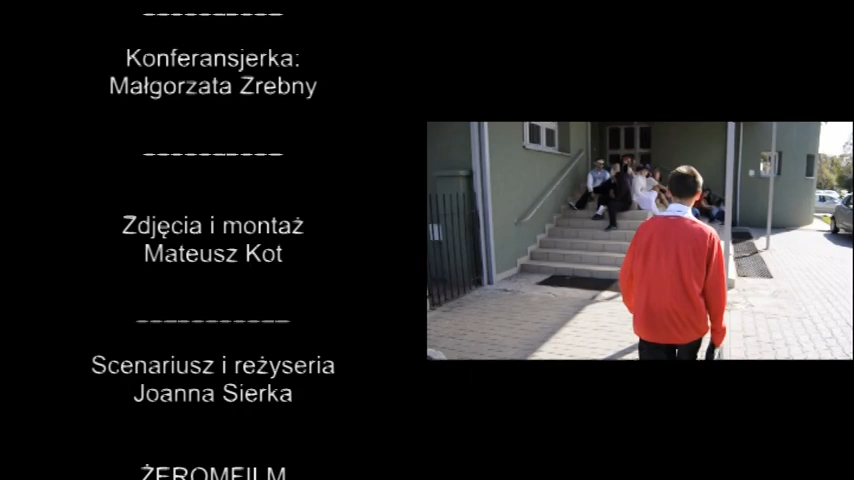 Konferansjerka:
Małgorzata Zrebny
Zdjęcia i montaż
Mateusz Kot
Scenariusz i reżyseria
Joanna Sierka
ŻEROMFILM